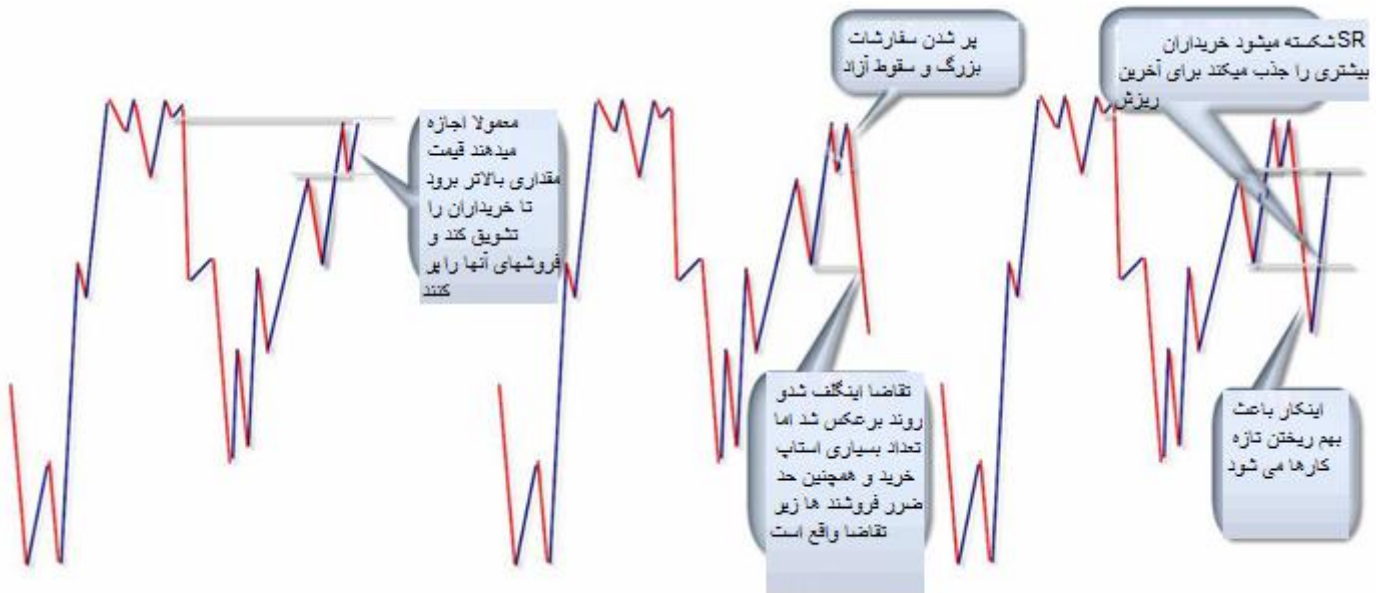 معمولا اجازه
میدهند قیمت
مقداری بالاتر برود
تا خریداران را
تشویق کند و
فروشهای آنها را پر
کنند
پر شدن سفارشات
بزرگ و سقوط آزاد
تقاضا اینگلف شدو
روند برعکس شد اما
تعداد بسیاری استاپ
خرید و همچنین حد
ضرر فروشند ها زیر
تقاضا واقع است
SRشکسته میشود خریداران
بیشتری را جذب میکند برای آخرین
ریزش
اینکار باعث
بهم ریختن تازه
کارها می شود